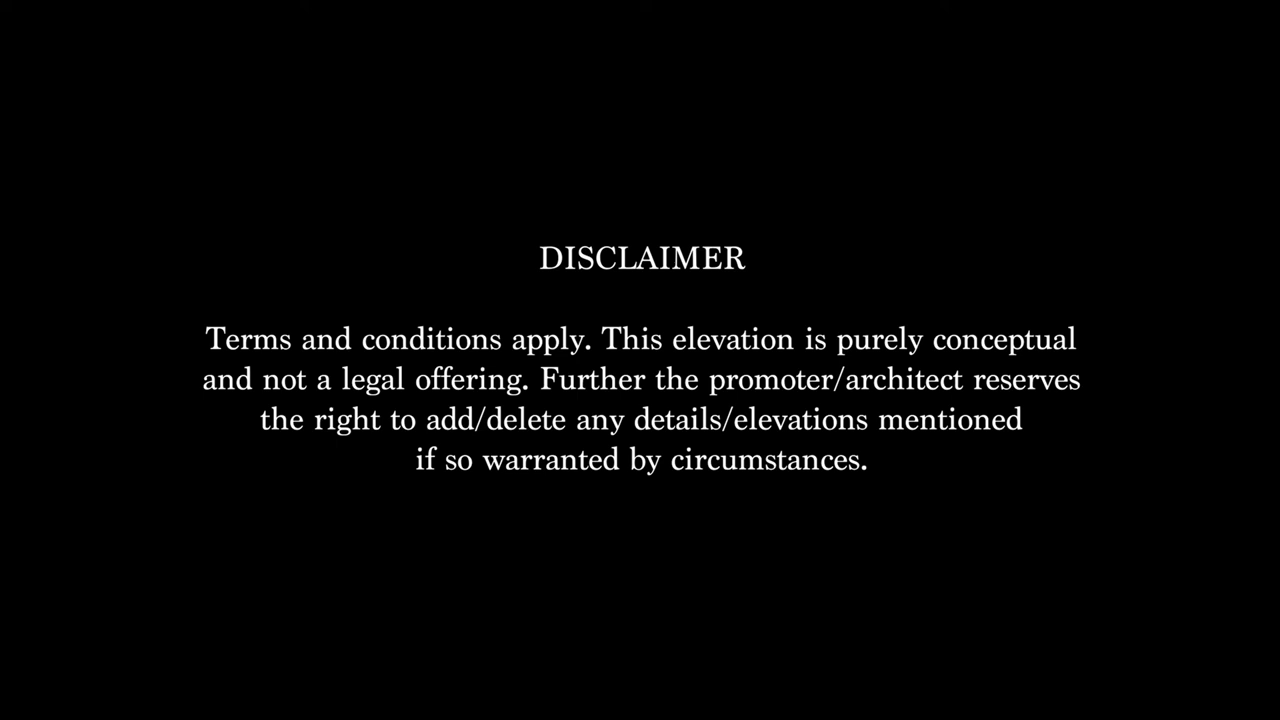 DISCLAIMER
Terms and conditions apply. This elevation is purely conceptual
and not a legal offering. Further the promoter/architect reserves
the right to add/delete any details/elevations mentioned
if so warranted by circumstances.